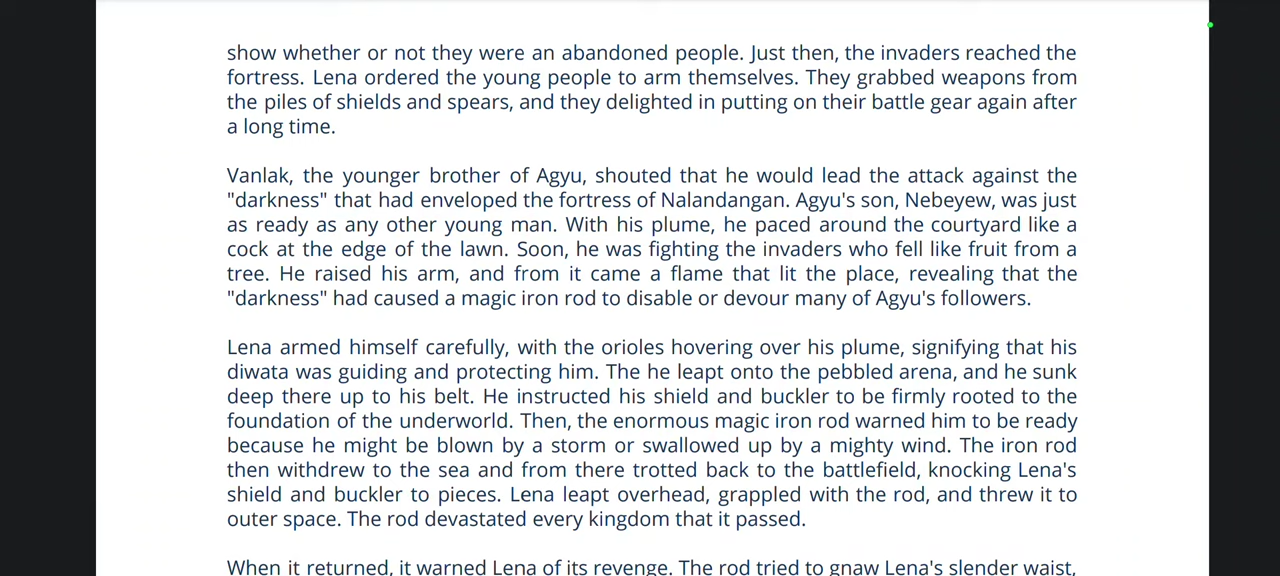 show whether or not they were an abandoned people. Just then, the invaders reached the
fortress. Lena ordered the young people to arm themselves. They grabbed weapons from
the piles of shields and spears, and they delighted in putting on their battle gear again after
a long time.
Vanlak, the younger brother of Agyu, shouted that he would lead the attack against the
"darkness" that had enveloped the fortress of Nalandangan. Agyu's son, Nebeyew, was just
as ready as any other young man. With his plume, he paced around the courtyard like a
cock at the edge of the lawn. Soon, he was fighting the invaders who fell like fruit from a
tree. He raised his arm, and from it came a flame that lit the place, revealing that the
"darkness" had caused a magic iron rod to disable or devour many of Agyu's followers.
Lena armed himself carefully, with the orioles hovering over his plume, signifying that his
diwata was guiding and protecting him. The he leapt onto the pebbled arena, and he sunk
deep there up to his belt. He instructed his shield and buckler to be firmly rooted to the
foundation of the underworld. Then, the enormous magic iron rod warned him to be ready
because he might be blown by a storm or swallowed up by a mighty wind. The iron rod
then withdrew to the sea and from there trotted back to the battlefield, knocking Lena's
shield and buckler to pieces. Lena leapt overhead, grappled with the rod, and threw it to
outer space. The rod devastated every kingdom that it passed.
When it returned, it warned Lena of its revenge. The rod tried to gnaw Lena's slender waist,